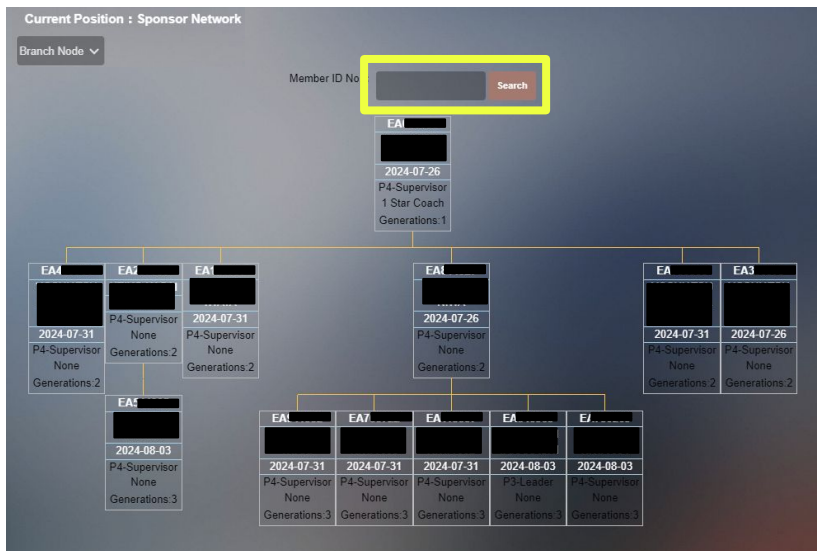 Current Position : Sponsor Network
Branch Node
Member ID No
Search
EA
2024-07-26
P4-Supervisor
1 Star Coach
Generations:1
EA4
2024-07-31
P4-Supervisor
None
Generations:2
EA2
P4-Supervisor
None
Generations:2
EA1
2024-07-31
P4-Supervisor
None
Generations:2
EA8
2024-07-26
P4-Supervisor
None
Generations:2
EA
2024-07-31
P4-Supervisor
None
Generations:2
EA3
2024-07-26
P4-Supervisor
None
Generations:2
EA5
2024-08-03
P4-Supervisor
None
Generations:3
EA9
2024-07-31
P4-Supervisor
None
Generations:3
EA7
2024-07-31
P4-Supervisor
None
Generations:3
EA
2024-07-31
P4-Supervisor
None
Generations:3
EA
2024-08-03
P3-Leader
None
Generations:3
2024-08-03
P4-Supervisor
None
Generations:3